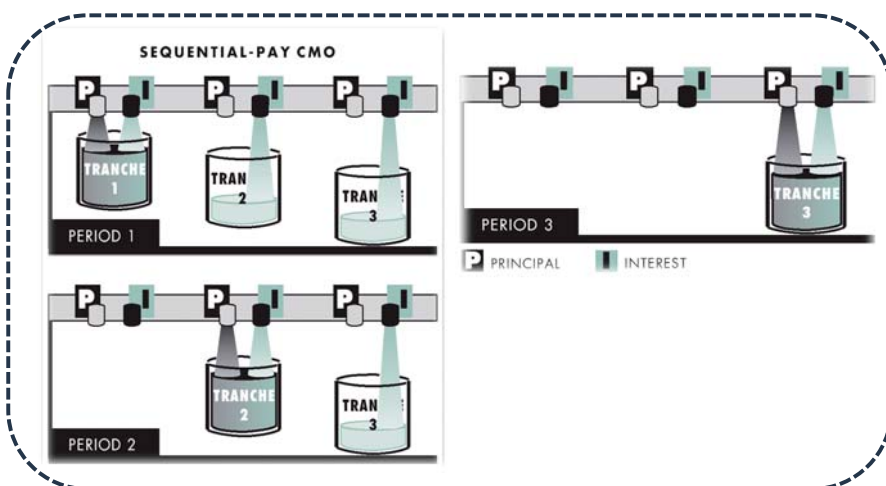 SEQUENTIAL-PAY CMO
P I P I P I
TRANCHE
1
TRAN E
2
TRAN E
3
PERIOD 1
P I P I P I
TRANCHE
2
TRAN E
3
PERIOD 2
P I P I P I
TRANCHE
3
PERIOD 3
P PRINCIPAL I INTEREST